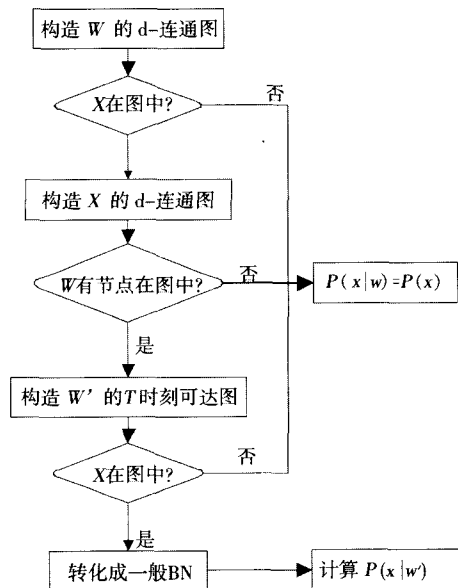 构造 W 的 d-连通图
X在图中?
否
构造 X 的 d-连通图
W有节点在图中?
否
P(x|w)=P(x)
是
构造 W' 的T时刻可达图
X在图中?
否
是
转化成一般BN
计算 P(x|w')